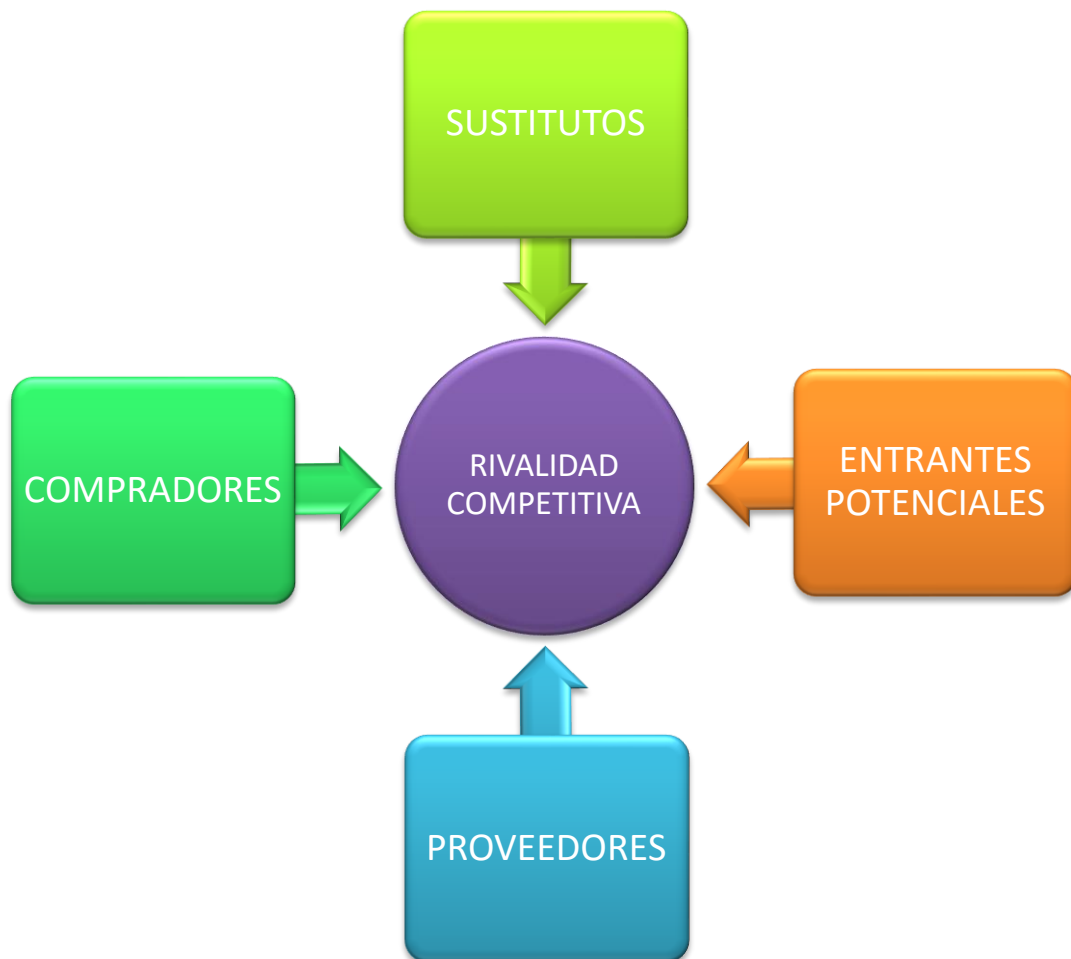 SUSTITUTOS
COMPRADORES
RIVALIDAD
COMPETITIVA
ENTRANTES
POTENCIALES
PROVEEDORES